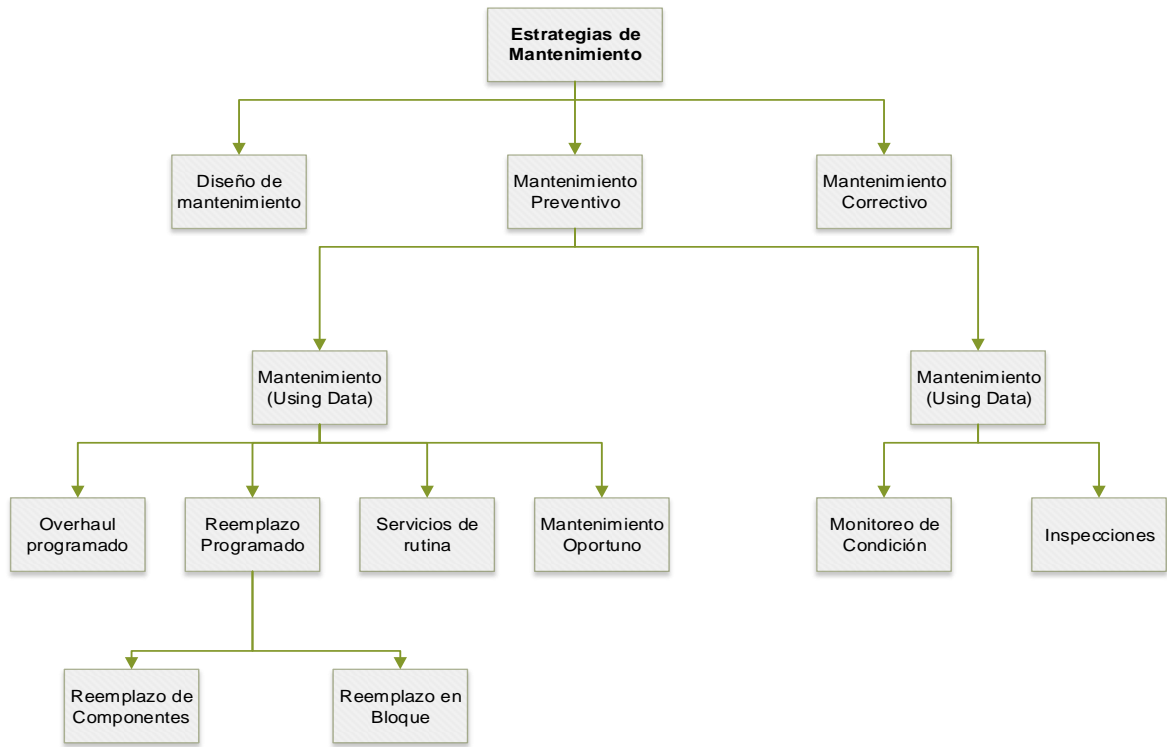 Estrategias de
Mantenimiento
Diseño de
mantenimiento
Mantenimiento
Preventivo
Mantenimiento
Correctivo
Mantenimiento
(Using Data)
Mantenimiento
(Using Data)
Overhaul
programado
Reemplazo
Programado
Servicios de
rutina
Mantenimiento
Oportuno
Monitoreo de
Condición
Inspecciones
Reemplazo de
Componentes
Reemplazo en
Bloque